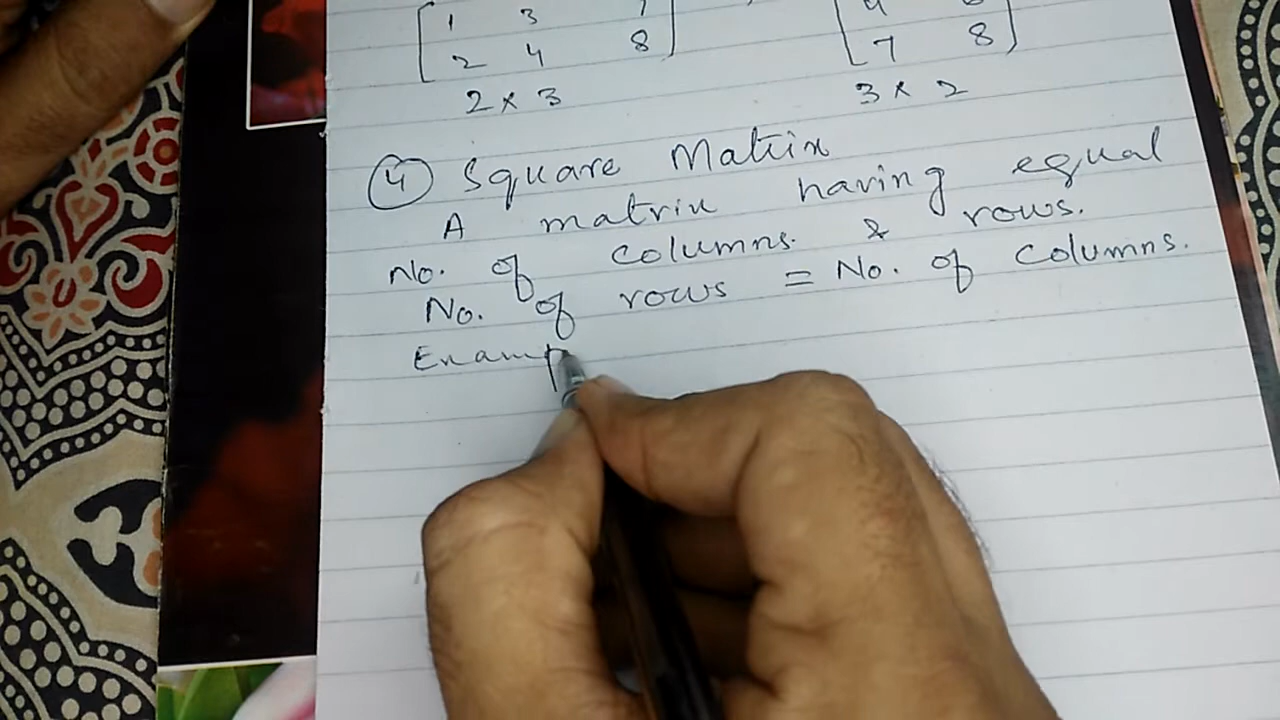 1 3 7
2 4 8
2 × 3
7 8
3 × 2
4 Square Matrix
A matrix having equal
No. of columns & rows.
No. of rows = No. of columns.
Examp